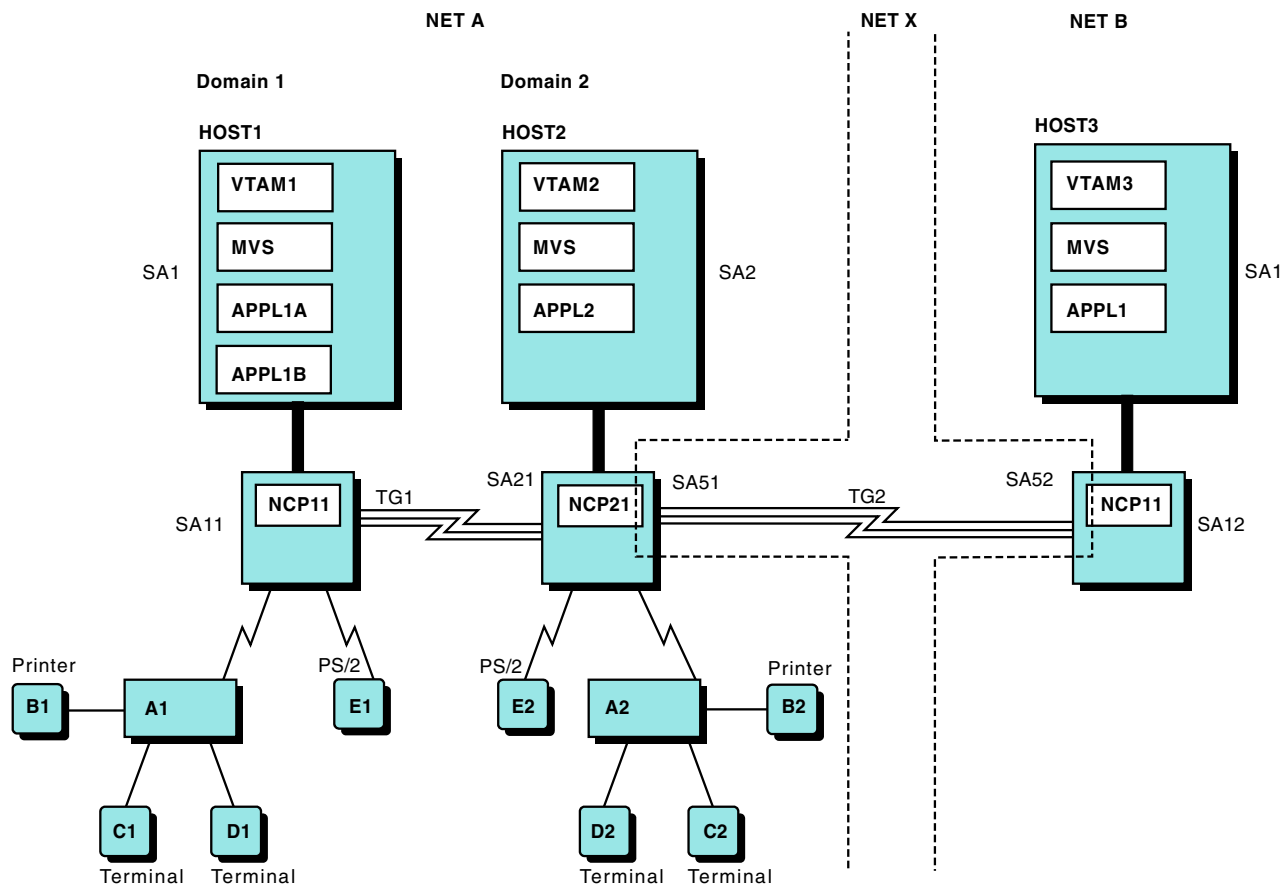 NET A
NET X
NET B
Domain 1
Domain 2
HOST1
HOST2
HOST3
VTAM1
MVS
APPL1A
APPL1B
SA1
VTAM2
MVS
APPL2
SA2
VTAM3
MVS
APPL1
SA1
NCP11
SA11
TG1
SA21
NCP21
SA51
TG2
SA52
NCP11
SA12
Printer
B1
A1
PS/2
E1
PS/2
E2
A2
Printer
B2
C1
Terminal
D1
Terminal
D2
Terminal
C2
Terminal